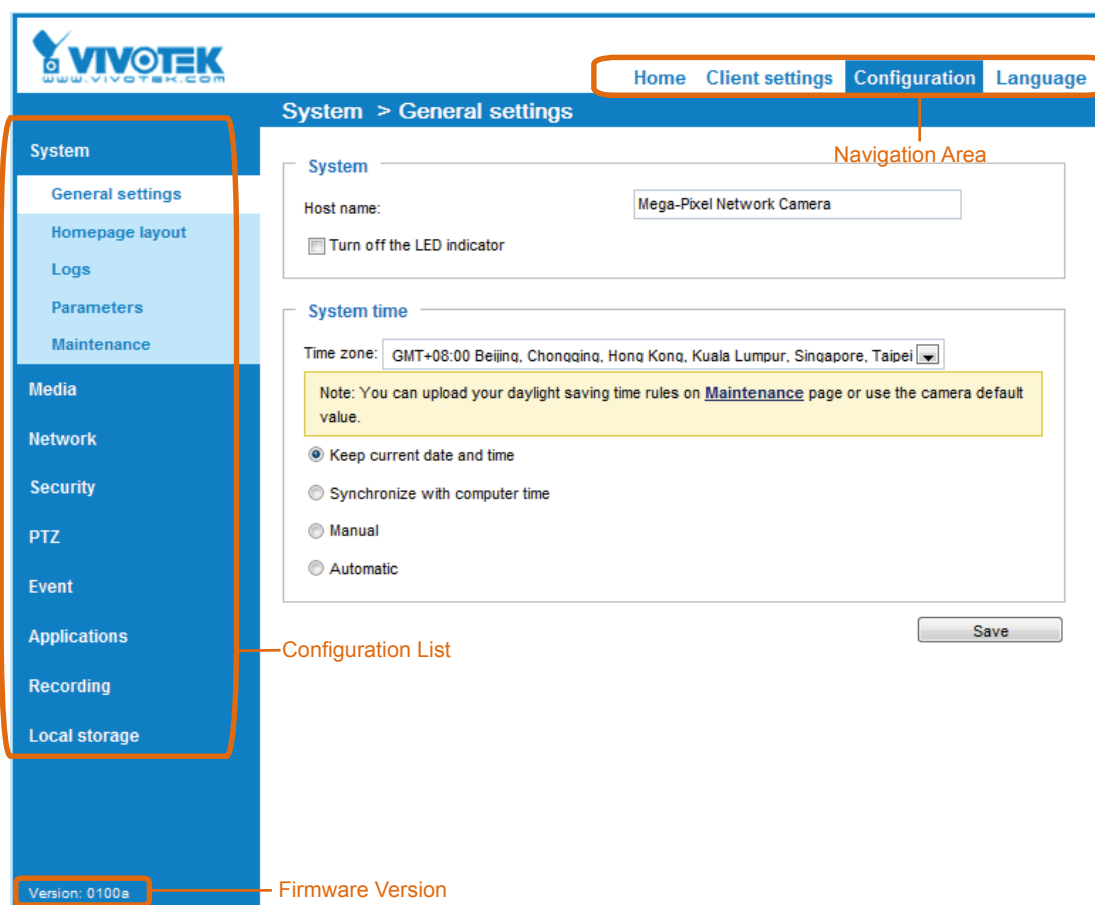 VIVOTEK
www.vivotek.com
Home Client settings Configuration Language
System > General settings
Navigation Area
System
General settings
Homepage layout
Logs
Parameters
Maintenance
Media
Network
Security
PTZ
Event
Applications
Recording
Local storage
Configuration List
Version: 0100a
Firmware Version
System
Host name: Mega-Pixel Network Camera
Turn off the LED indicator
System time
Time zone: GMT+08:00 Beijing, Chongqing, Hong Kong, Kuala Lumpur, Singapore, Taipei
Note: You can upload your daylight saving time rules on Maintenance page or use the camera default
value.
Keep current date and time
Synchronize with computer time
Manual
Automatic
Save